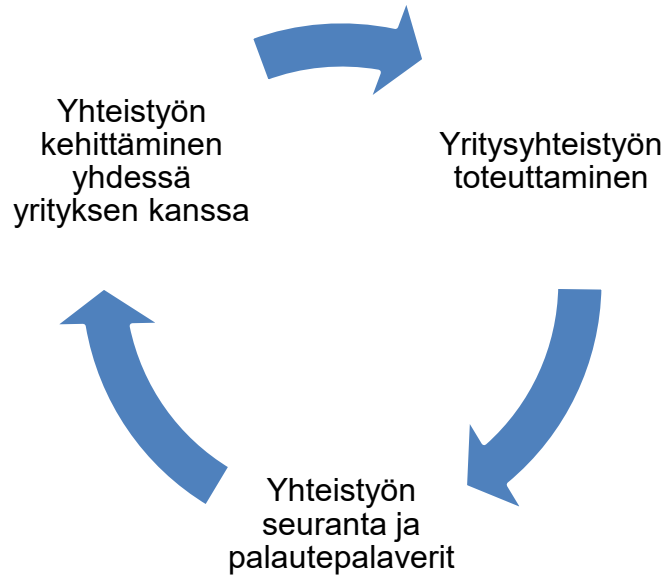 Yhteistyön
kehittäminen
yhdessä
yrityksen kanssa
Yritysyhteistyön
toteuttaminen
Yhteistyön
seuranta ja
palautepalaverit